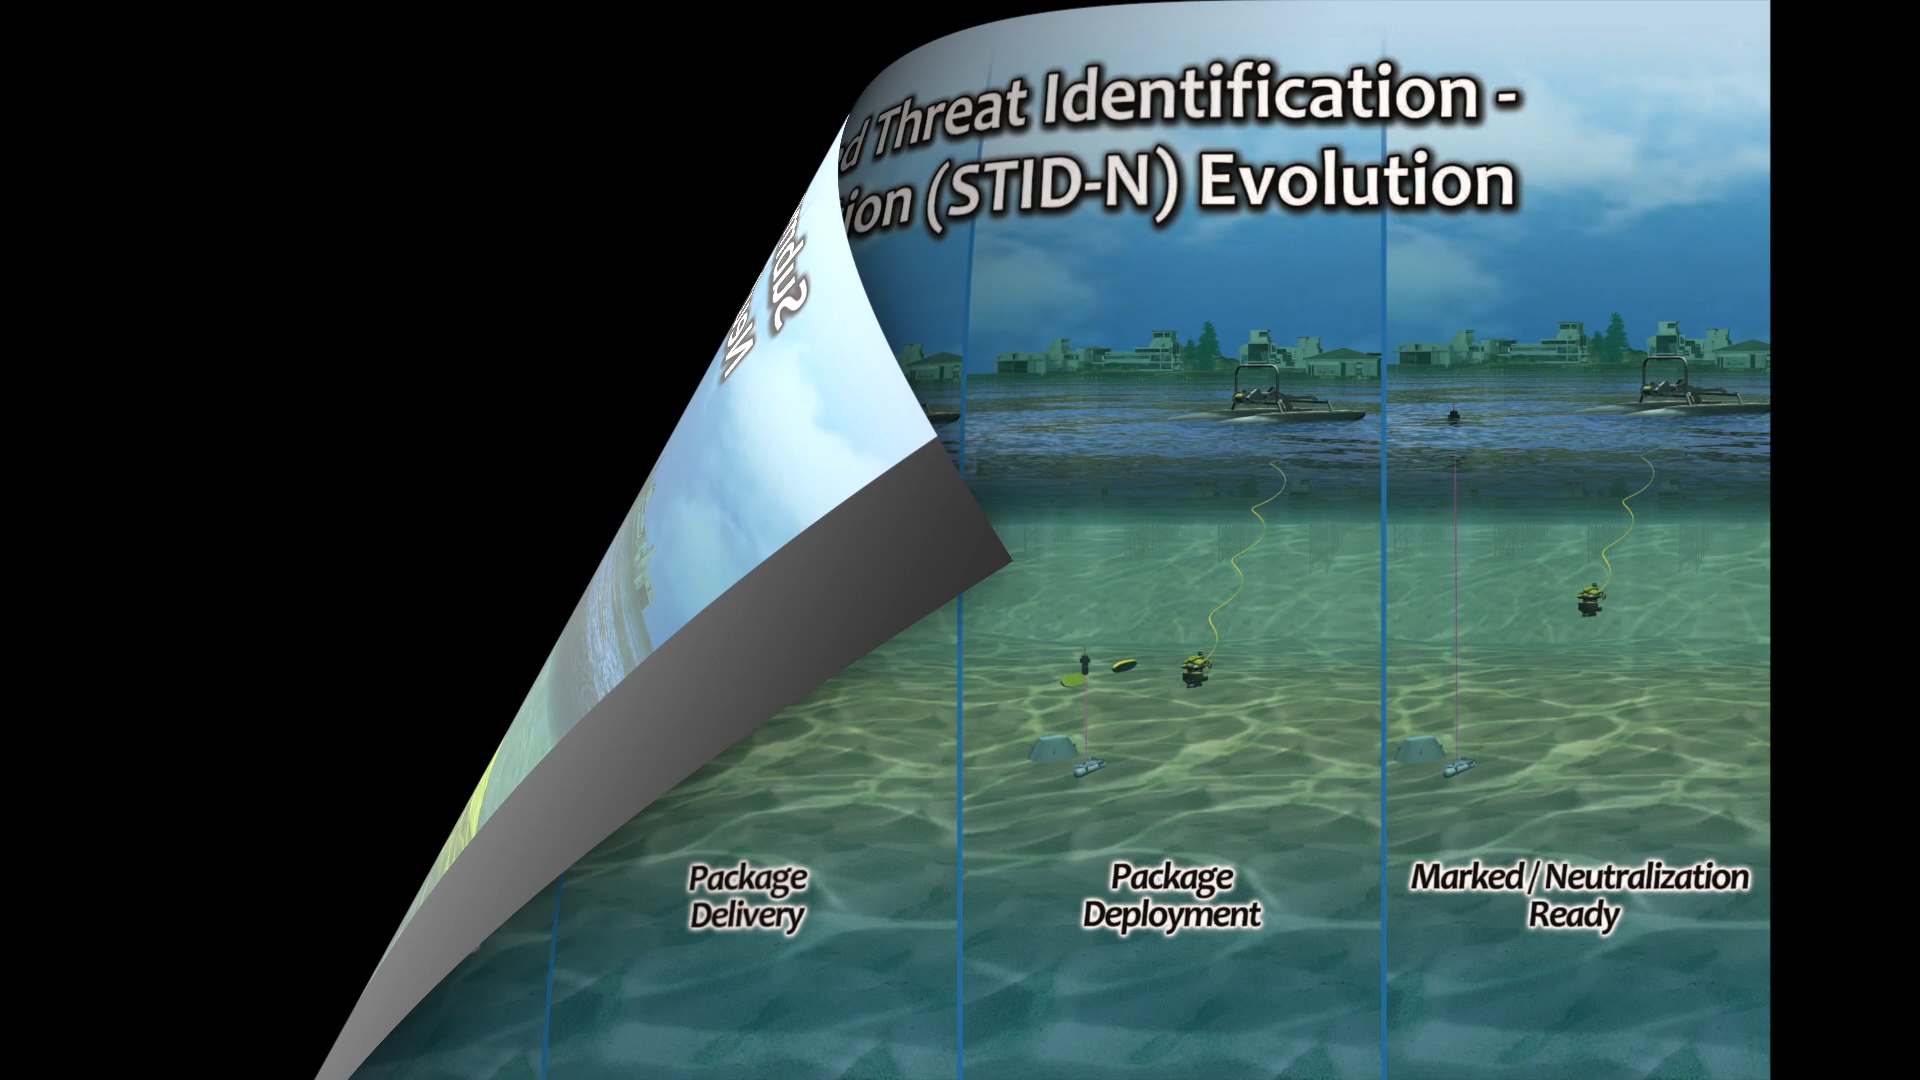 Threat Identification -
(STID-N) Evolution
Package
Delivery
Package
Deployment
Marked / Neutralization
Ready